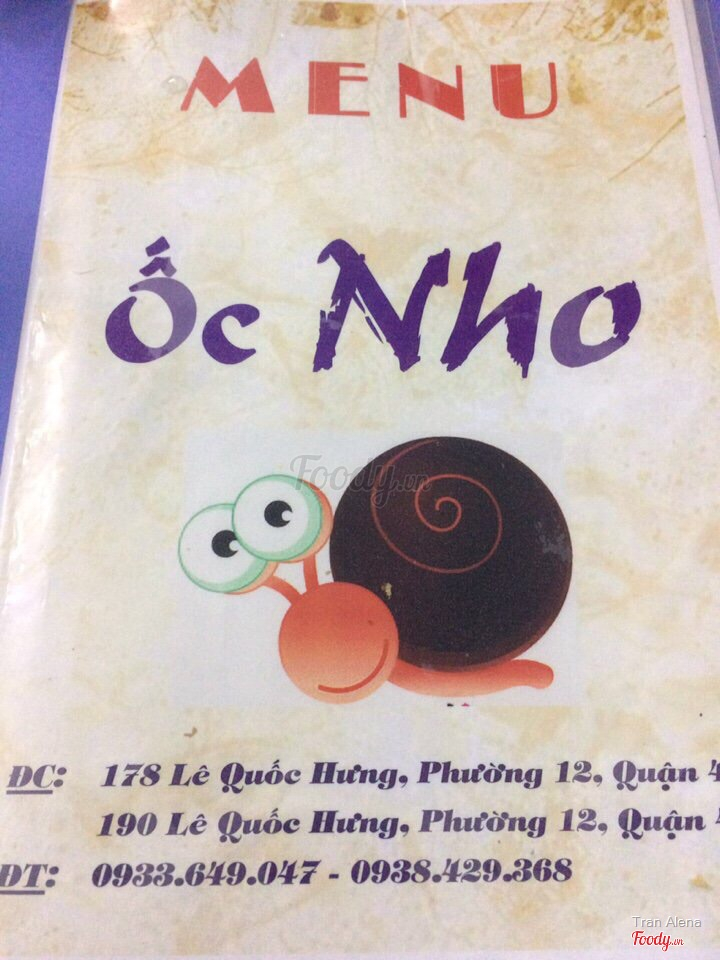 MENU
Ốc Nho
Foody.vn
ĐC: 178 Lê Quốc Hưng, Phường 12, Quận 4
190 Lê Quốc Hưng, Phường 12, Quận 4
ĐT: 0933.649.047 - 0938.429.368
Tran Alena
Foody.vn